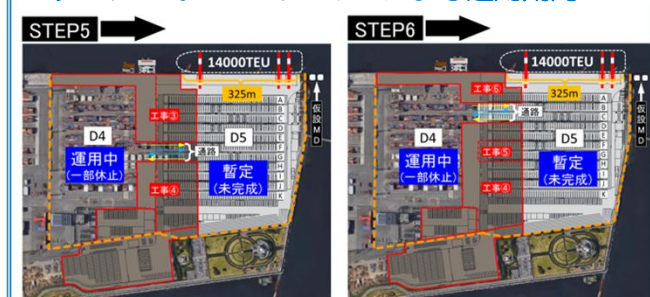 STEP5
14000TEU
325m
工事③
A
B
C
D
E
F
G
H
I
J
K
仮設MD
D4
運用中
(一部休止)
通路
D5
暫定
(未完成)
工事④
STEP6
14000TEU
工事⑥
325m
A
B
C
D
E
F
G
H
I
J
K
仮設MD
通路
D4
運用中
(一部休止)
工事⑤
D5
暫定
(未完成)
工事④